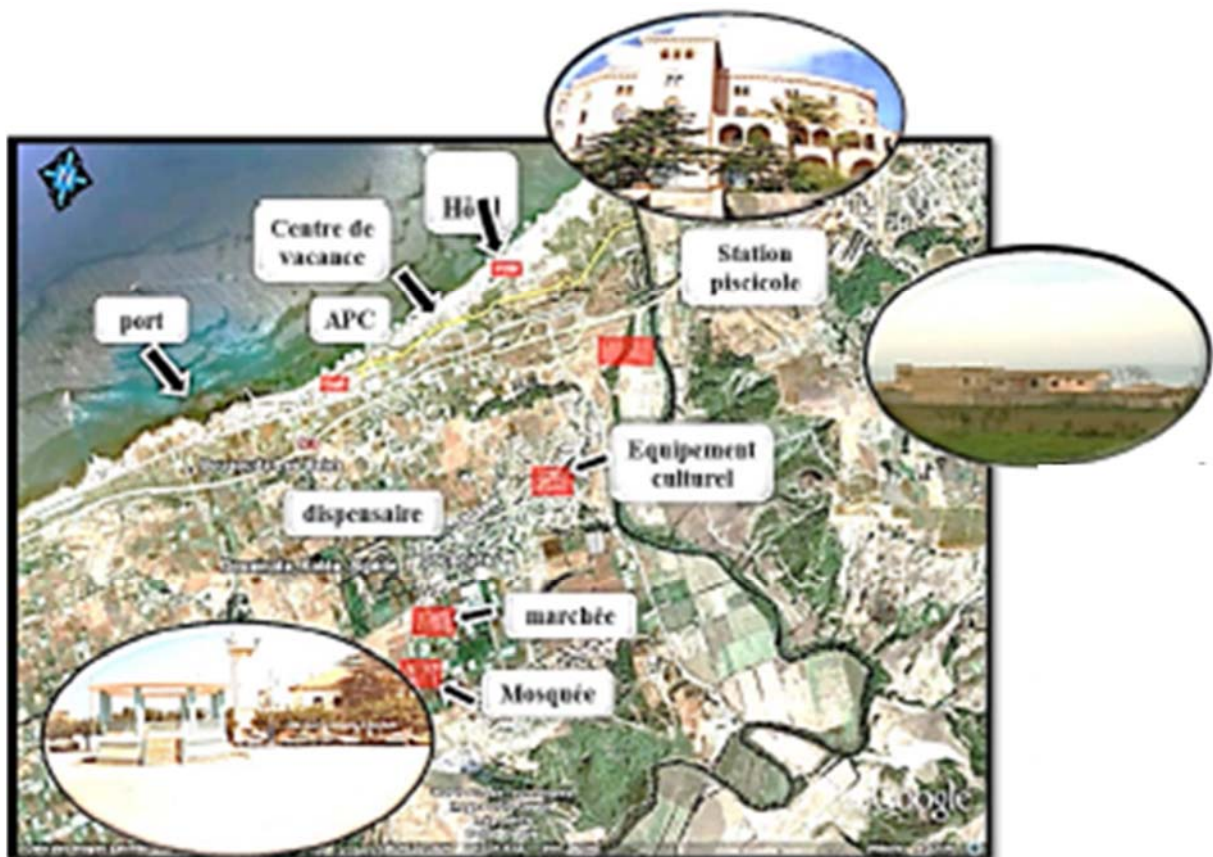 Hôtel
Centre de
vacance
Station
piscicole
port
APC
Equipement
culturel
dispensaire
marchée
Mosquée
Google